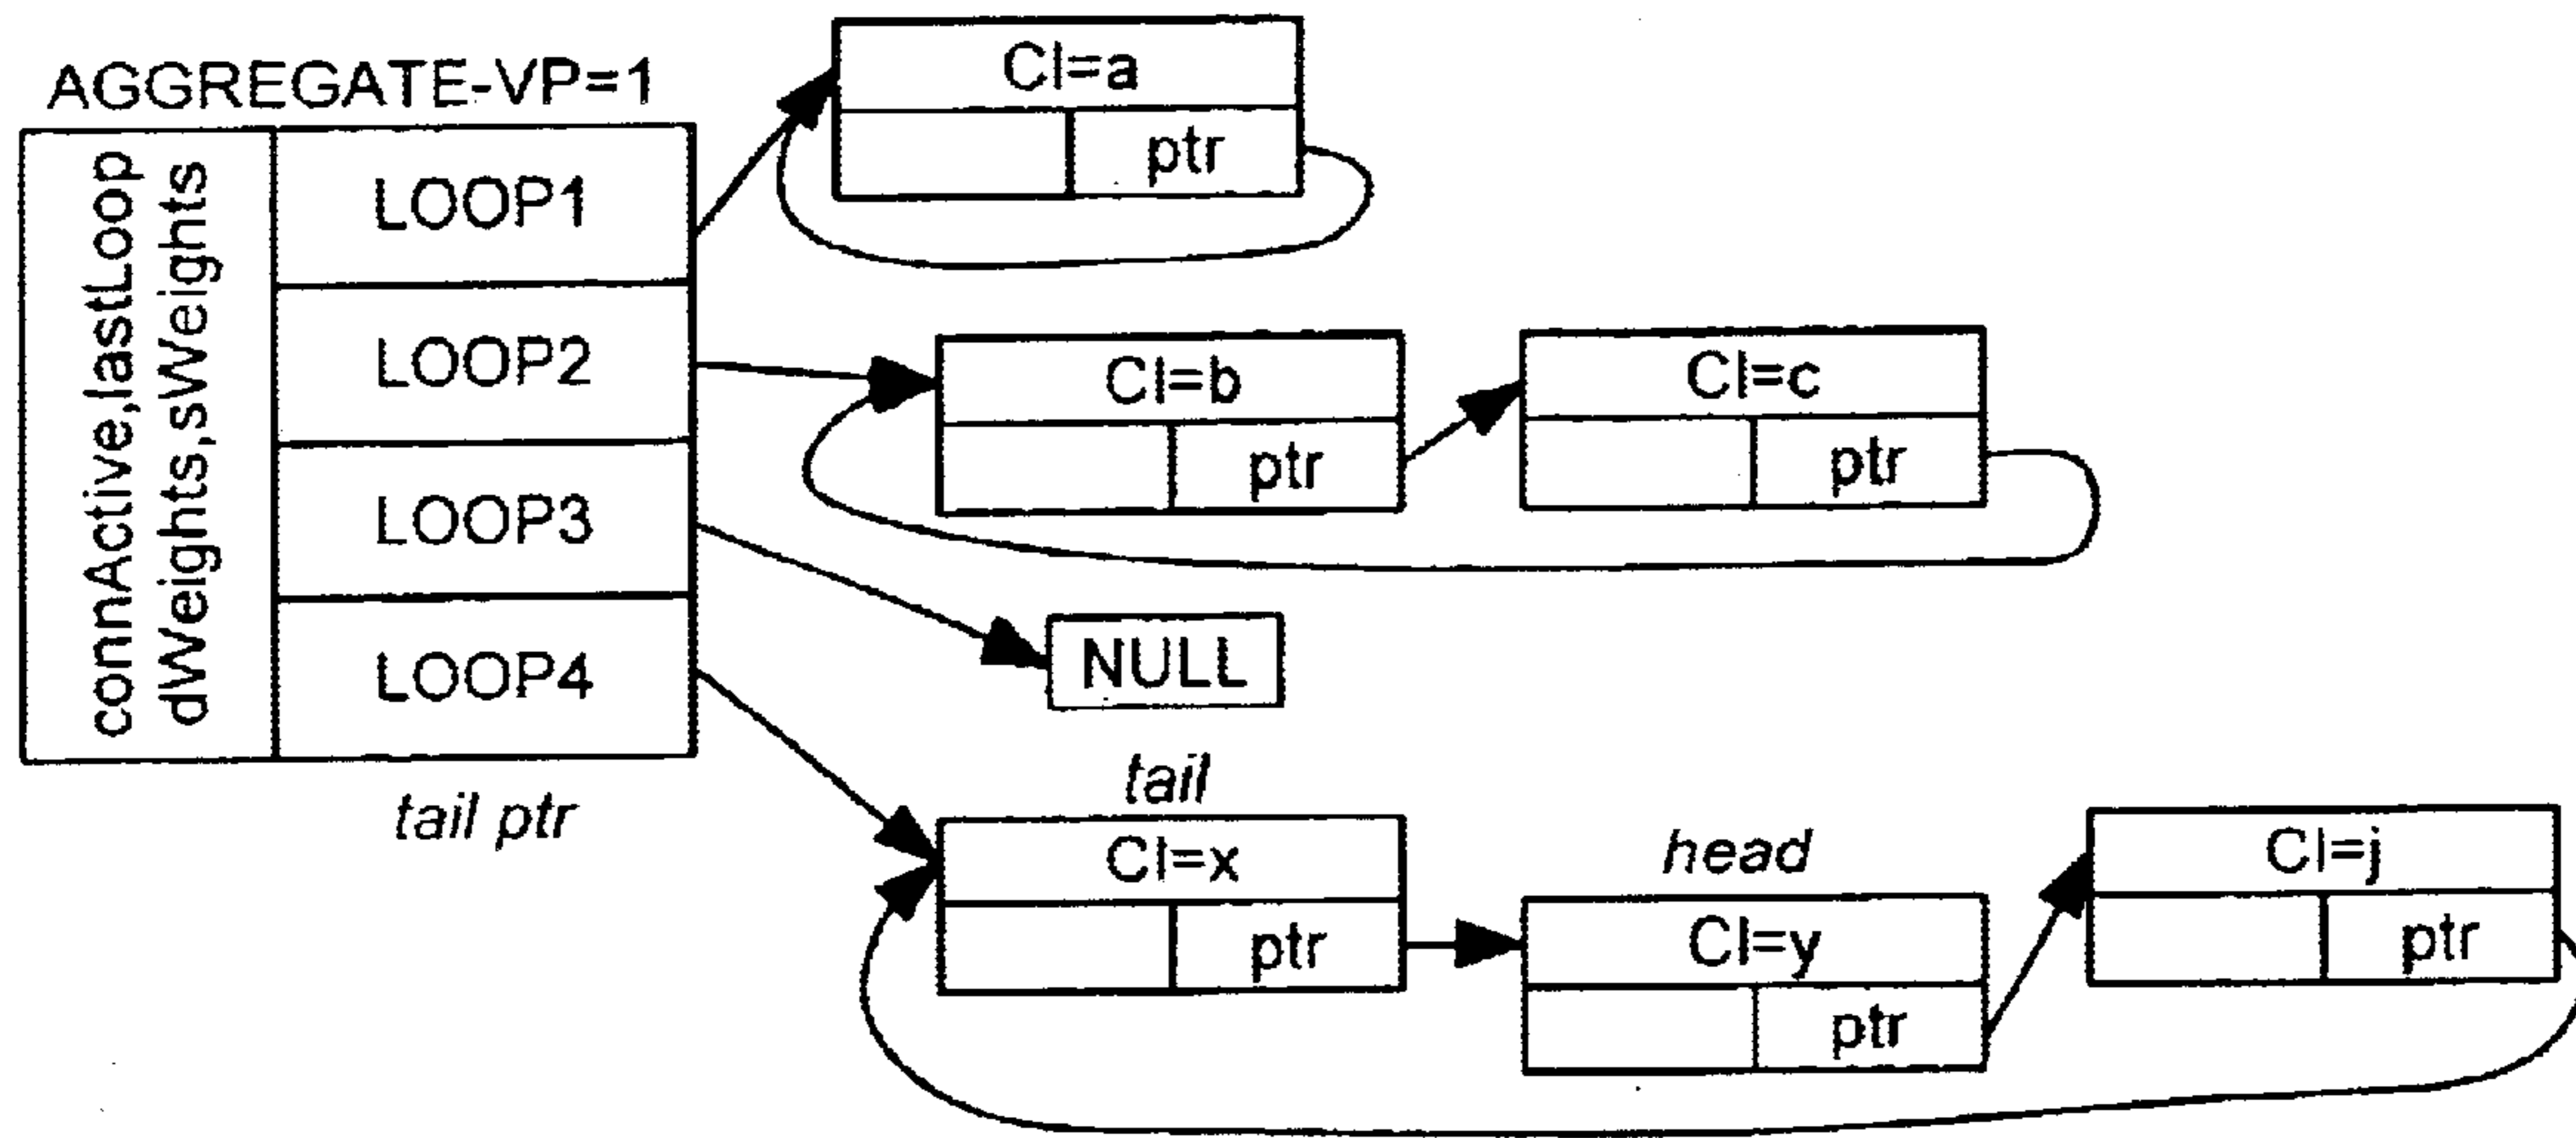 AGGREGATE-VP=1
connActive,lastLoop
dWeights,sWeights
LOOP1
LOOP2
LOOP3
LOOP4
tail ptr
CI=a
ptr
CI=b
ptr
CI=c
ptr
NULL
tail
CI=x
ptr
head
CI=y
ptr
CI=j
ptr